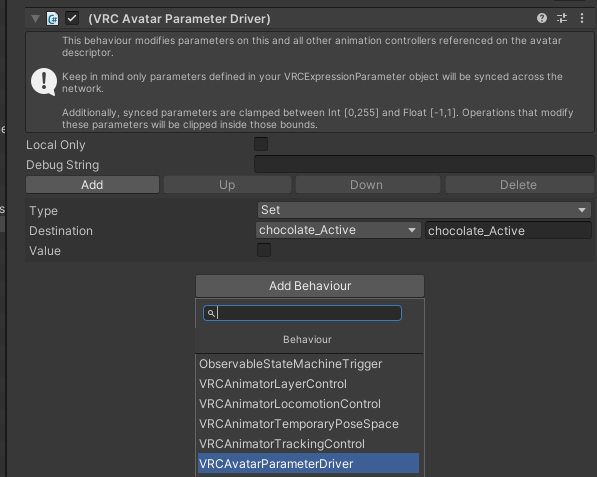 (VRC Avatar Parameter Driver)
This behaviour modifies parameters on this and all other animation controllers referenced on the avatar
descriptor.
Keep in mind only parameters defined in your VRCExpressionParameter object will be synced across the
network.
Additionally, synced parameters are clamped between Int [0,255] and Float [-1,1]. Operations that modify
these parameters will be clipped inside those bounds.
Local Only
Debug String
Add Up Down Delete
Type Set
Destination chocolate_Active chocolate_Active
Value
Add Behaviour
Behaviour
ObservableStateMachineTrigger
VRCAnimatorLayerControl
VRCAnimatorLocomotionControl
VRCAnimatorTemporaryPoseSpace
VRCAnimatorTrackingControl
VRCAvatarParameterDriver